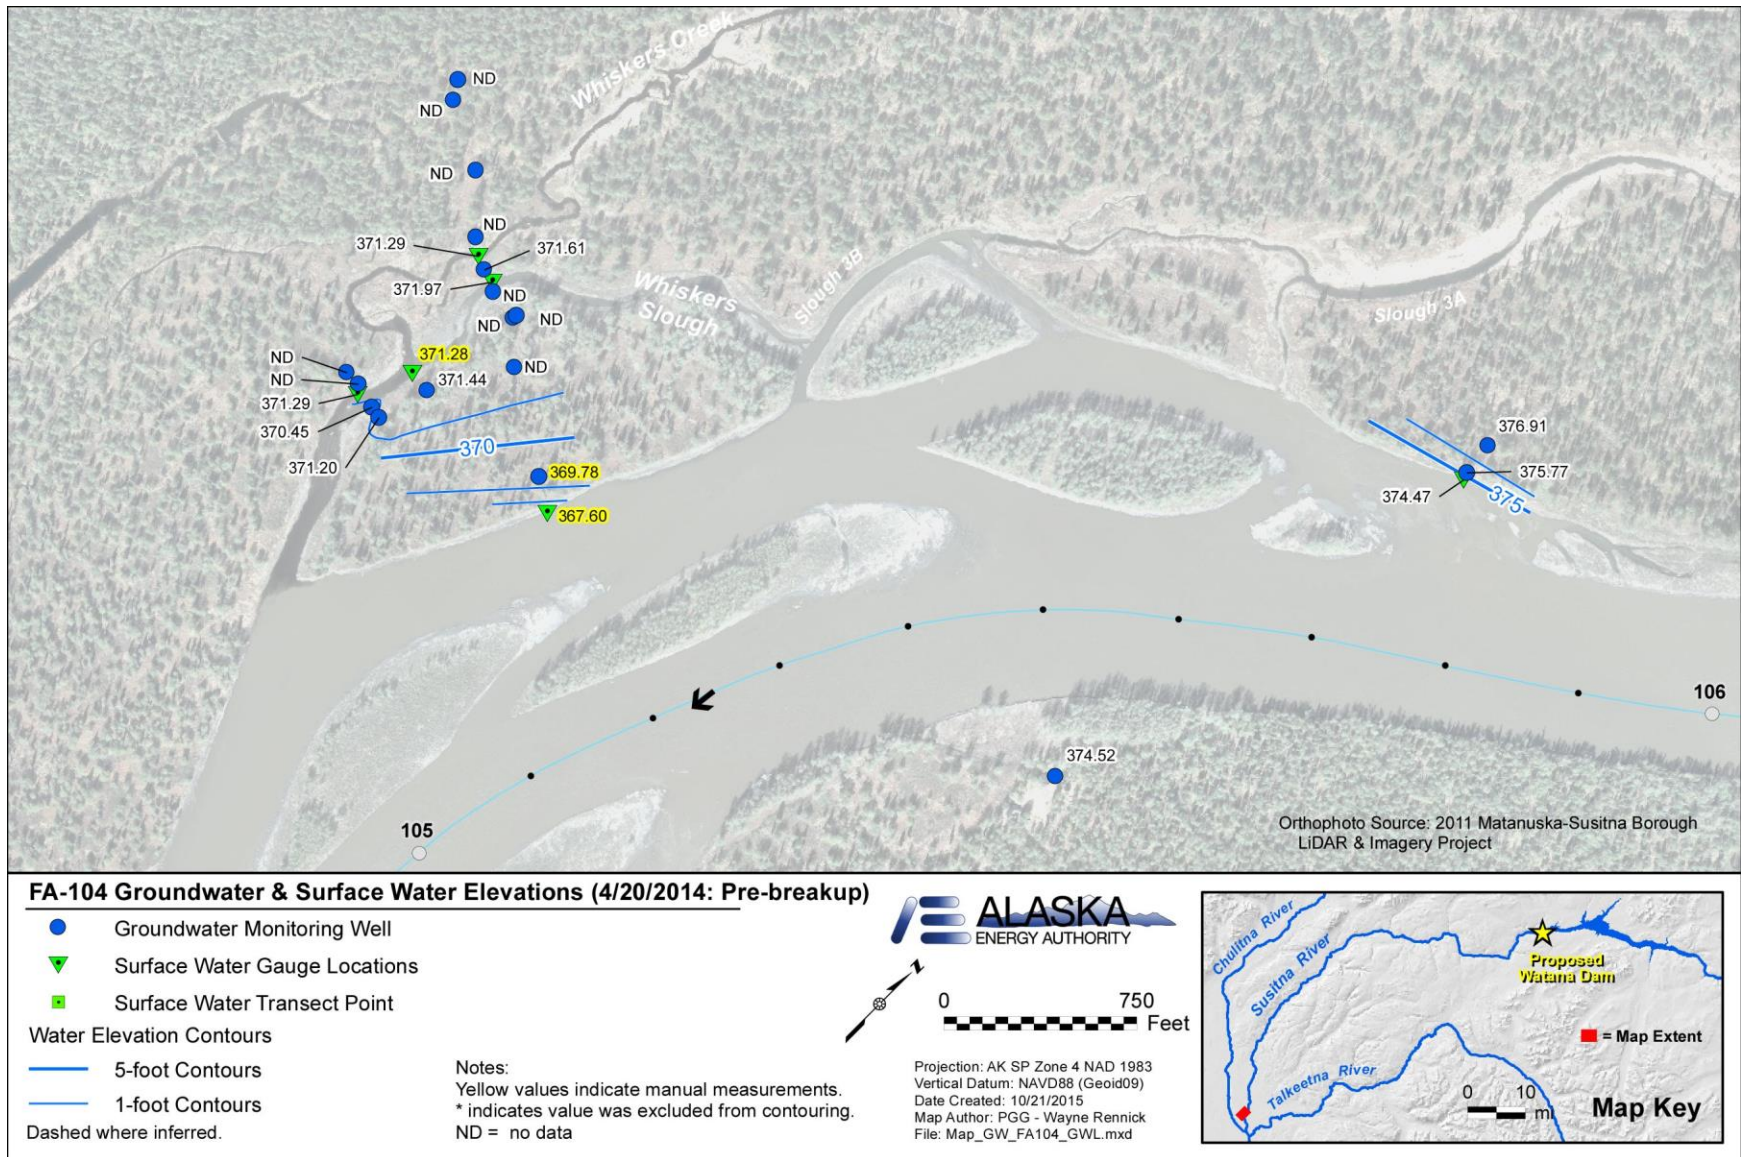 Whiskers Creek
ND
ND
ND
ND
371.29
371.61
371.97
ND
ND
ND
Whiskers
Slough
Slough 3B
Slough 3A
371.28
ND
ND
371.44
ND
371.29
370.45
371.20
370
369.78
367.60
376.91
375.77
374.47
375
106
374.52
105
Orthophoto Source: 2011 Matanuska-Susitna Borough
LiDAR & Imagery Project
FA-104 Groundwater & Surface Water Elevations (4/20/2014: Pre-breakup)
Groundwater Monitoring Well
Surface Water Gauge Locations
Surface Water Transect Point
Water Elevation Contours
5-foot Contours
1-foot Contours
Dashed where inferred.
Notes:
Yellow values indicate manual measurements.
* indicates value was excluded from contouring.
ND = no data
ALASKA
ENERGY AUTHORITY
N
0 750
Feet
Projection: AK SP Zone 4 NAD 1983
Vertical Datum: NAVD88 (Geoid09)
Date Created: 10/21/2015
Map Author: PGG - Wayne Rennick
File: Map_GW_FA104_GWL.mxd
Chulitna River
Susitna River
Proposed
Watana Dam
= Map Extent
Talkeetna River
0 10
mi
Map Key